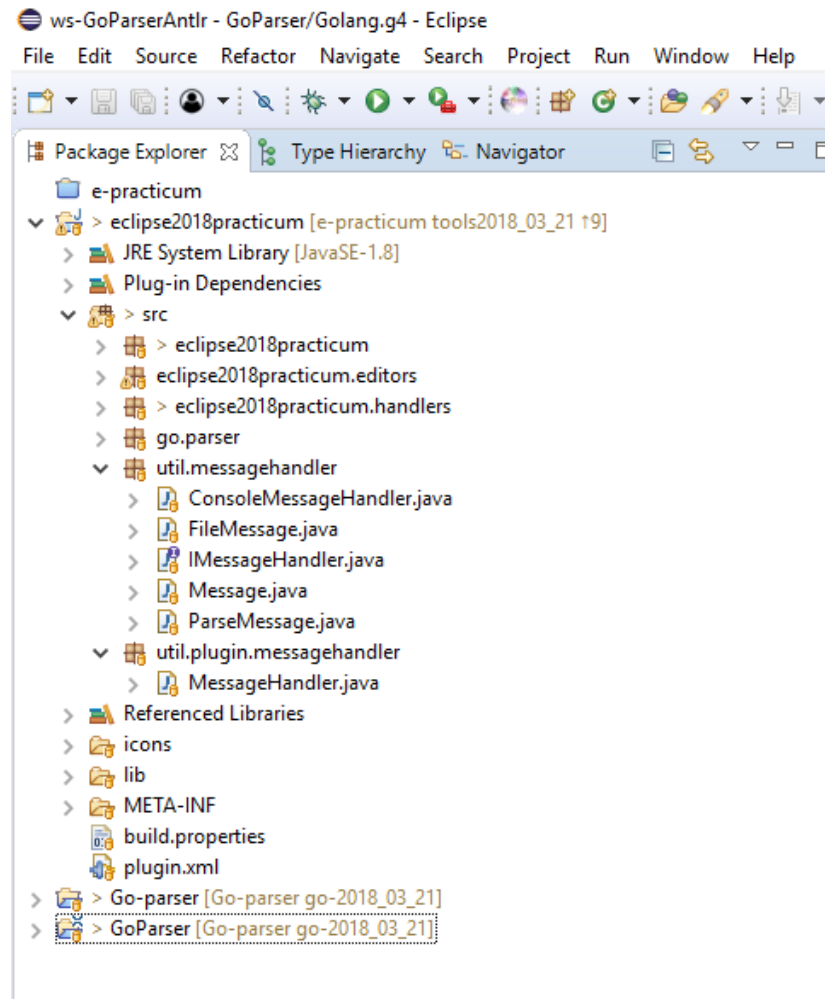 ws-GoParserAntlr - GoParser/Golang.g4 - Eclipse
File Edit Source Refactor Navigate Search Project Run Window Help
Package Explorer Type Hierarchy Navigator
e-practicum
> eclipse2018practicum [e-practicum tools2018_03_21 ↑9]
JRE System Library [JavaSE-1.8]
Plug-in Dependencies
> src
> eclipse2018practicum
eclipse2018practicum.editors
> eclipse2018practicum.handlers
go.parser
util.messagehandler
ConsoleMessageHandler.java
FileMessage.java
IMessageHandler.java
Message.java
ParseMessage.java
util.plugin.messagehandler
MessageHandler.java
Referenced Libraries
icons
lib
META-INF
build.properties
plugin.xml
> Go-parser [Go-parser go-2018_03_21]
> GoParser [Go-parser go-2018_03_21]